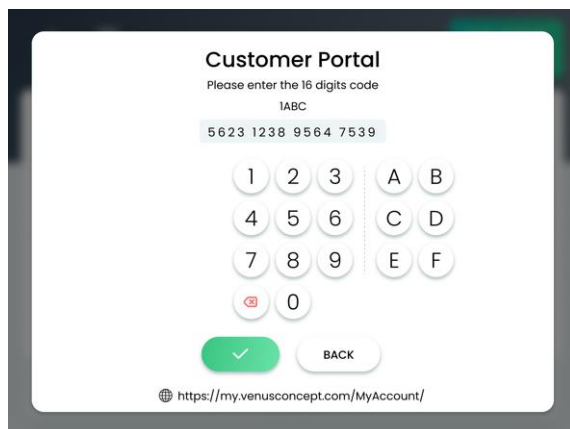 Customer Portal
Please enter the 16 digits code
1ABC
5623 1238 9564 7539
1 2 3 A B
4 5 6 C D
7 8 9 E F
0
BACK
https://my.venusconcept.com/MyAccount/